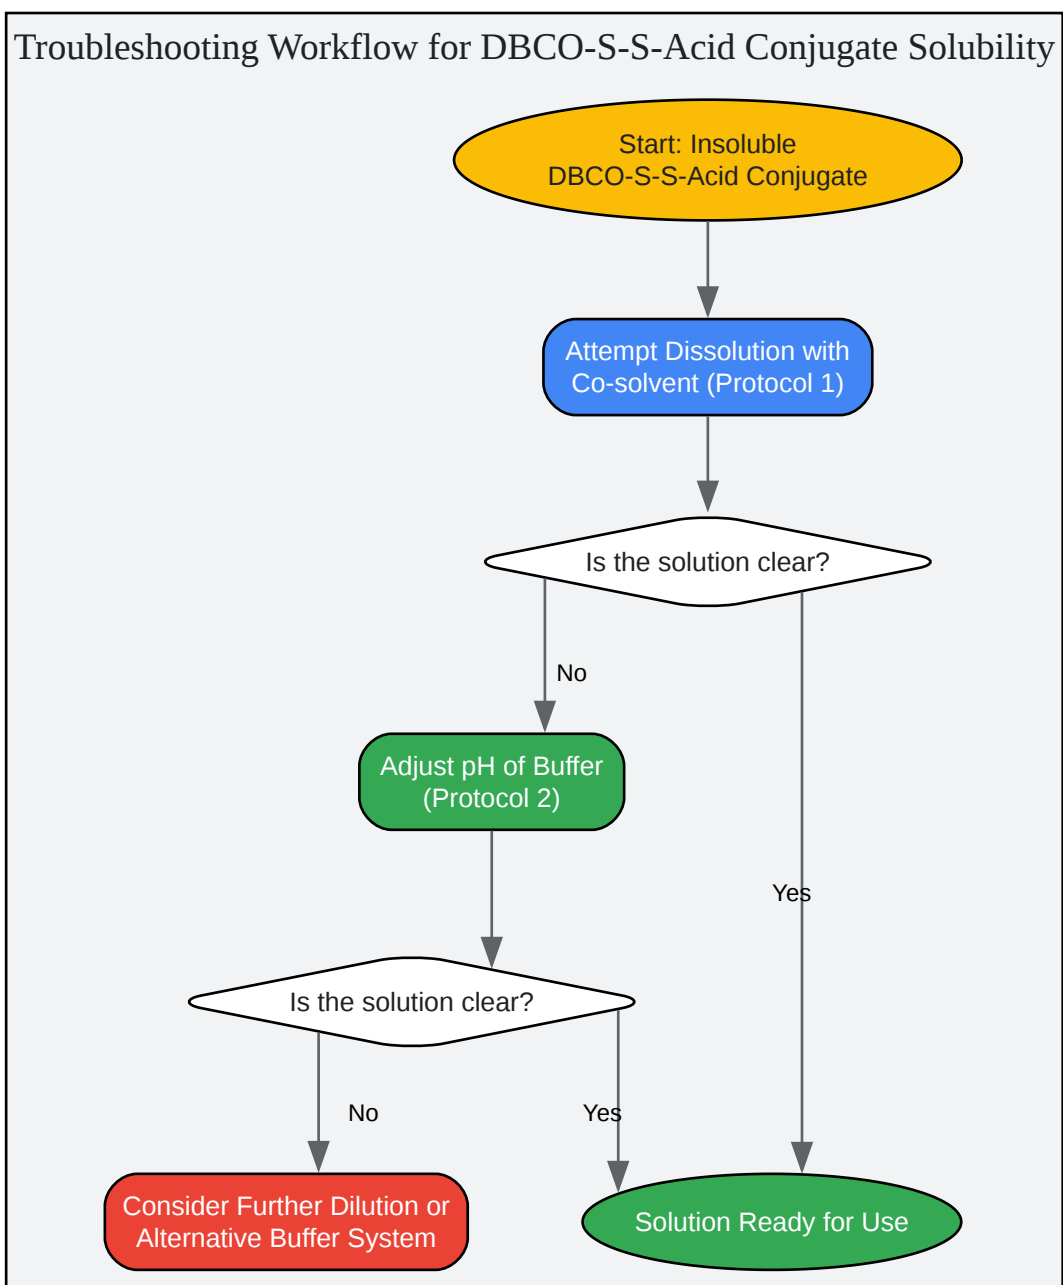 Troubleshooting Workflow for DBCO-S-S-Acid Conjugate Solubility
Start: Insoluble
DBCO-S-S-Acid Conjugate
Attempt Dissolution with
Co-solvent (Protocol 1)
Is the solution clear?
No
Adjust pH of Buffer
(Protocol 2)
Yes
Is the solution clear?
No
Yes
Consider Further Dilution or
Alternative Buffer System
Solution Ready for Use